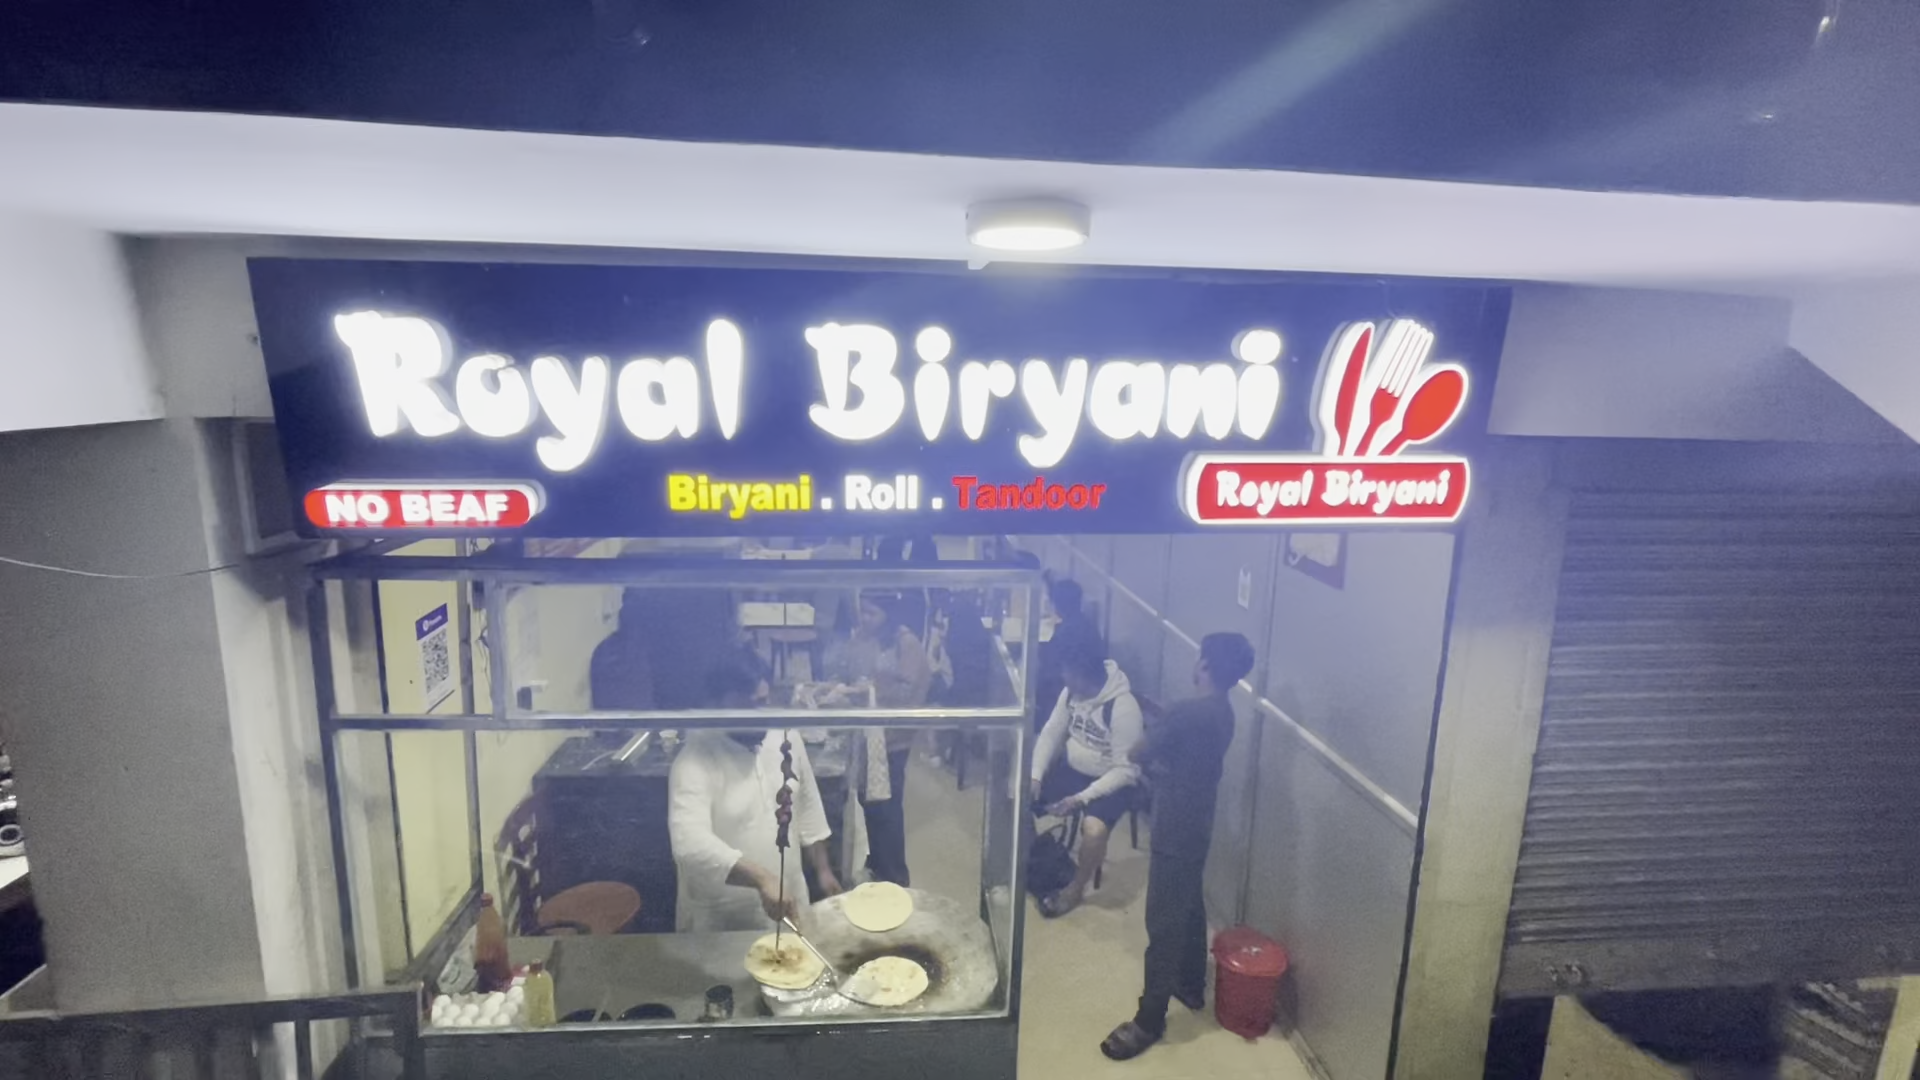 Royal Biryani
NO BEAF
Biryani . Roll . Tandoor
Royal Biryani